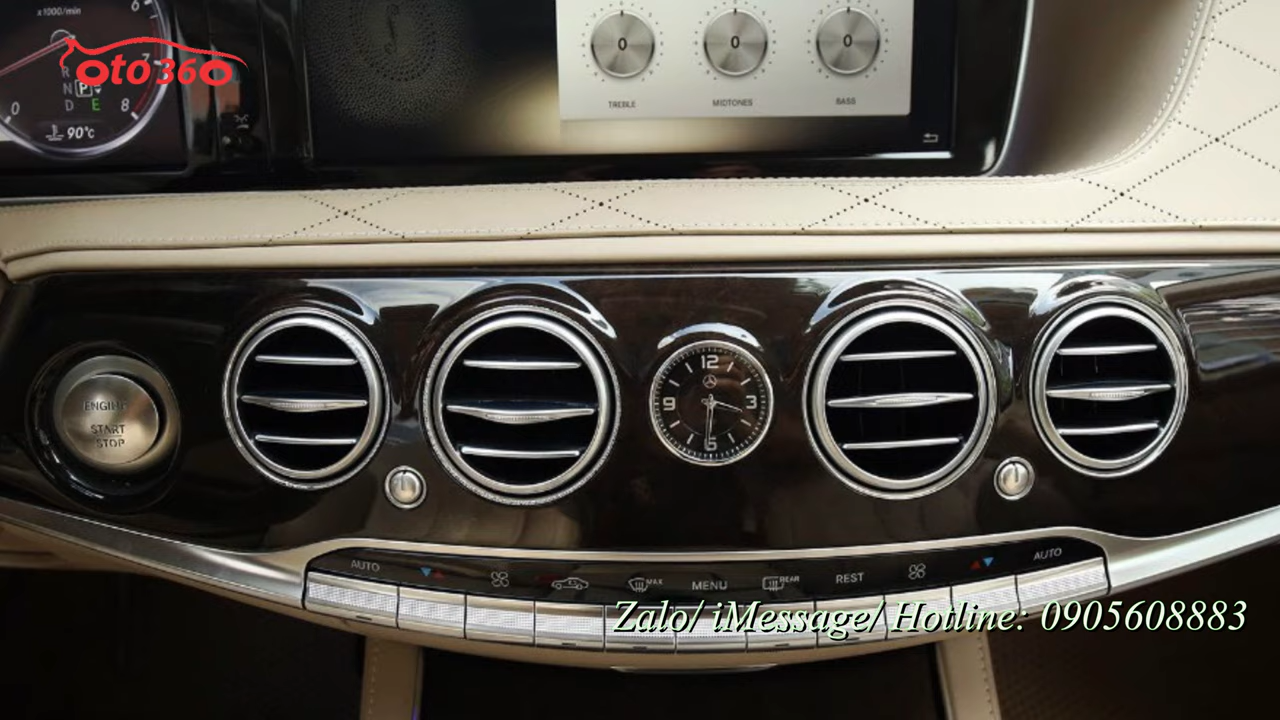 x1000/min
6
7
oto360
R
N
P
D
E
0
8
90°c
0
0
0
TREBLE
MIDTONES
BASS
12
9
3
ENGINE
START
STOP
AUTO
MAX
MENU
REAR
REST
AUTO
Zalo/ iMessage/ Hotline: 0905608883